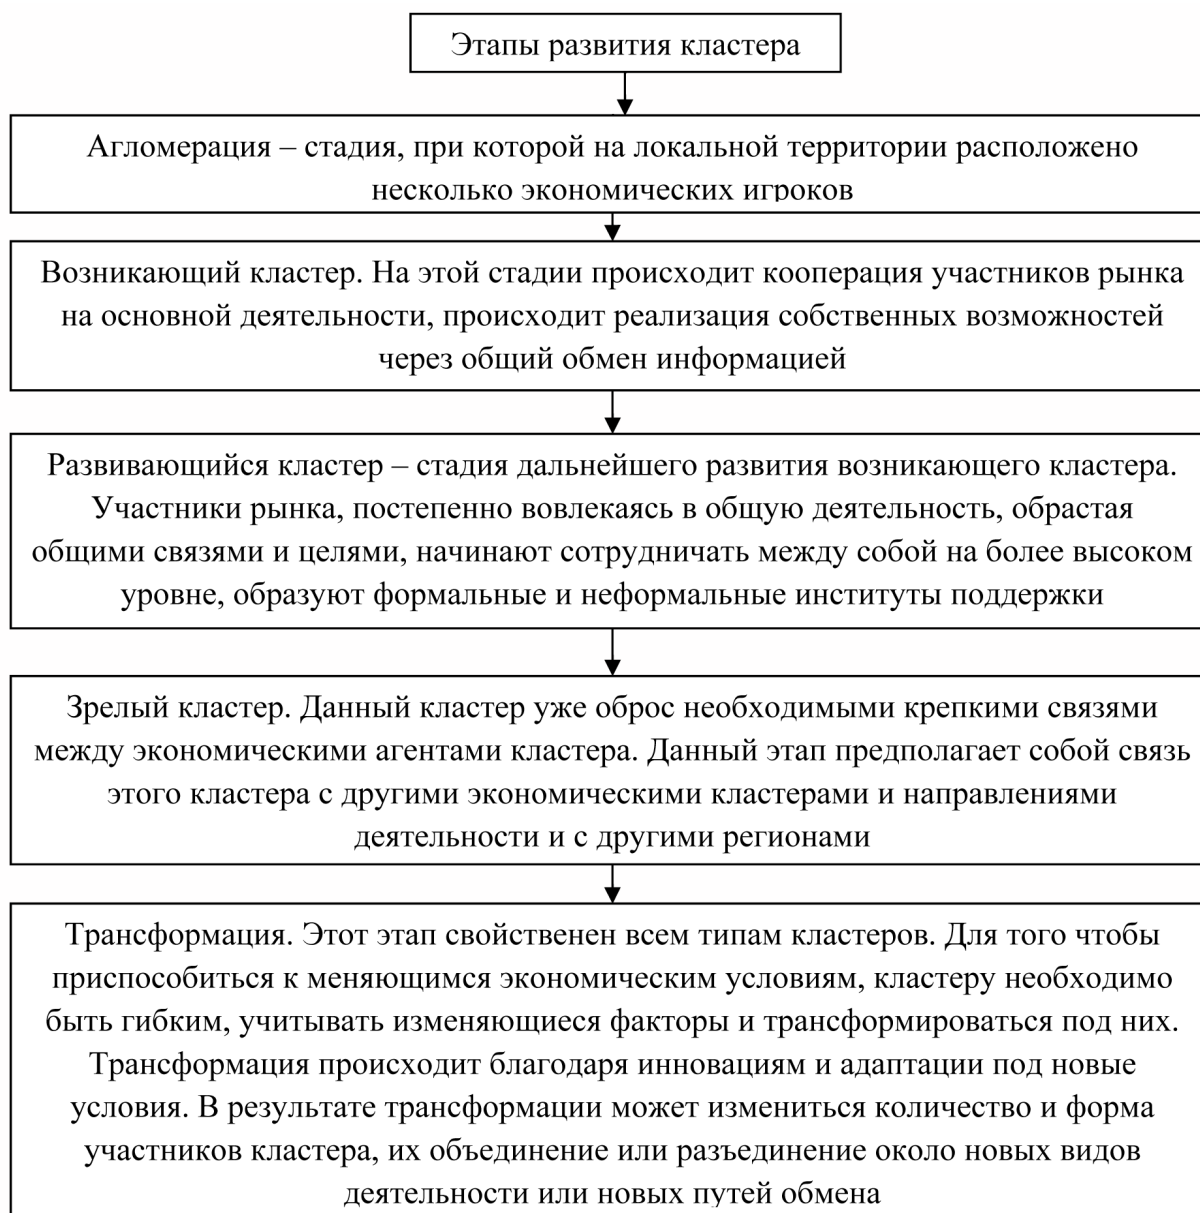 Этапы развития кластера
Агломерация – стадия, при которой на локальной территории расположено
несколько экономических игроков
Возникающий кластер. На этой стадии происходит кооперация участников рынка
на основной деятельности, происходит реализация собственных возможностей
через общий обмен информацией
Развивающийся кластер – стадия дальнейшего развития возникающего кластера.
Участники рынка, постепенно вовлекаясь в общую деятельность, обрастая
общими связями и целями, начинают сотрудничать между собой на более высоком
уровне, образуют формальные и неформальные институты поддержки
Зрелый кластер. Данный кластер уже оброс необходимыми крепкими связями
между экономическими агентами кластера. Данный этап предполагает собой связь
этого кластера с другими экономическими кластерами и направлениями
деятельности и с другими регионами
Трансформация. Этот этап свойственен всем типам кластеров. Для того чтобы
приспособиться к меняющимся экономическим условиям, кластеру необходимо
быть гибким, учитывать изменяющиеся факторы и трансформироваться под них.
Трансформация происходит благодаря инновациям и адаптации под новые
условия. В результате трансформации может измениться количество и форма
участников кластера, их объединение или разъединение около новых видов
деятельности или новых путей обмена